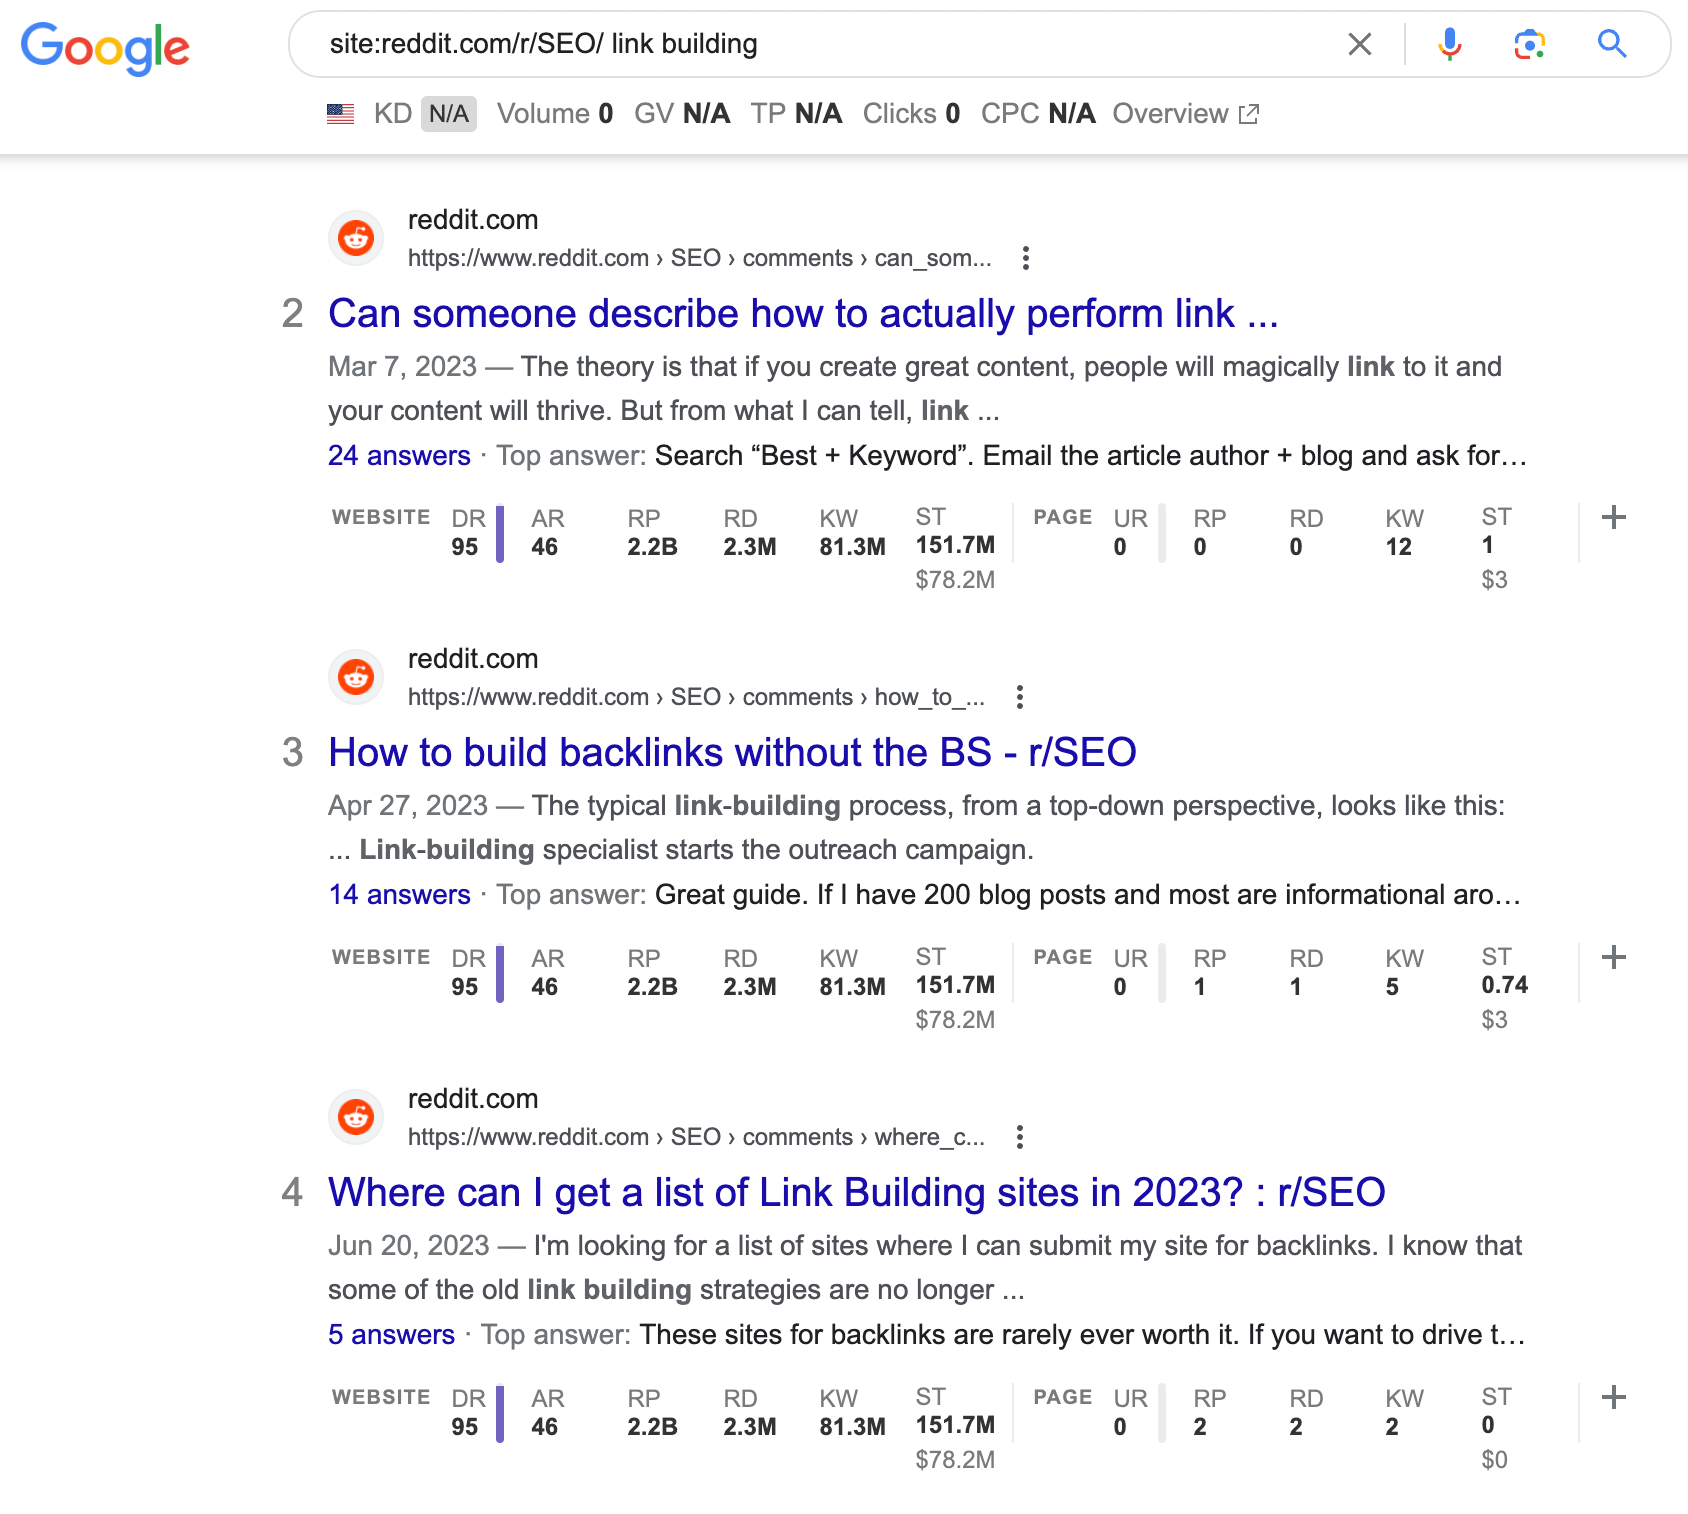 Google
site:reddit.com/r/SEO/ link building
KD N/A Volume 0 GV N/A TP N/A Clicks 0 CPC N/A Overview
reddit.com
https://www.reddit.com › SEO › comments › can_som...
2 Can someone describe how to actually perform link ...
Mar 7, 2023 — The theory is that if you create great content, people will magically link to it and
your content will thrive. But from what I can tell, link ...
24 answers · Top answer: Search “Best + Keyword”. Email the article author + blog and ask for...
WEBSITE DR AR RP RD KW ST PAGE UR RP RD KW ST
95 46 2.2B 2.3M 81.3M 151.7M 0 0 0 12 1
$78.2M $3
reddit.com
https://www.reddit.com › SEO › comments › how_to_...
3 How to build backlinks without the BS - r/SEO
Apr 27, 2023 — The typical link-building process, from a top-down perspective, looks like this:
... Link-building specialist starts the outreach campaign.
14 answers · Top answer: Great guide. If I have 200 blog posts and most are informational aro...
WEBSITE DR AR RP RD KW ST PAGE UR RP RD KW ST
95 46 2.2B 2.3M 81.3M 151.7M 0 1 1 5 0.74
$78.2M $3
reddit.com
https://www.reddit.com › SEO › comments › where_c...
4 Where can I get a list of Link Building sites in 2023? : r/SEO
Jun 20, 2023 — I'm looking for a list of sites where I can submit my site for backlinks. I know that
some of the old link building strategies are no longer ...
5 answers · Top answer: These sites for backlinks are rarely ever worth it. If you want to drive t...
WEBSITE DR AR RP RD KW ST PAGE UR RP RD KW ST
95 46 2.2B 2.3M 81.3M 151.7M 0 2 2 2 0
$78.2M $0